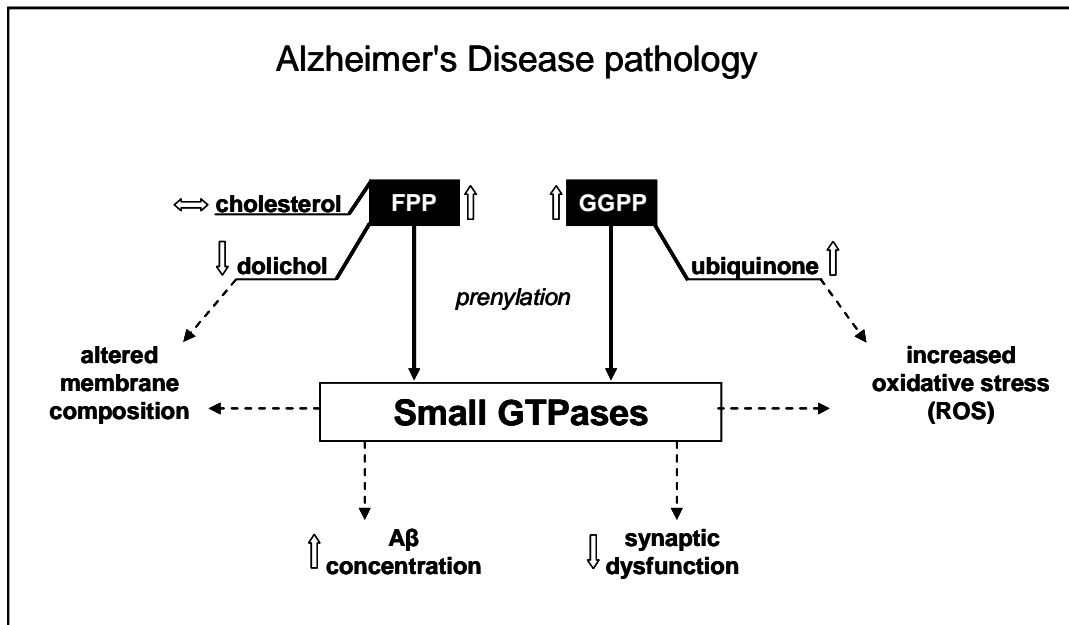 Alzheimer's Disease pathology
cholesterol
FPP
GGPP
dolichol
ubiquinone
prenylation
altered
membrane
composition
increased
oxidative stress
(ROS)
Small GTPases
Aβ
concentration
synaptic
dysfunction